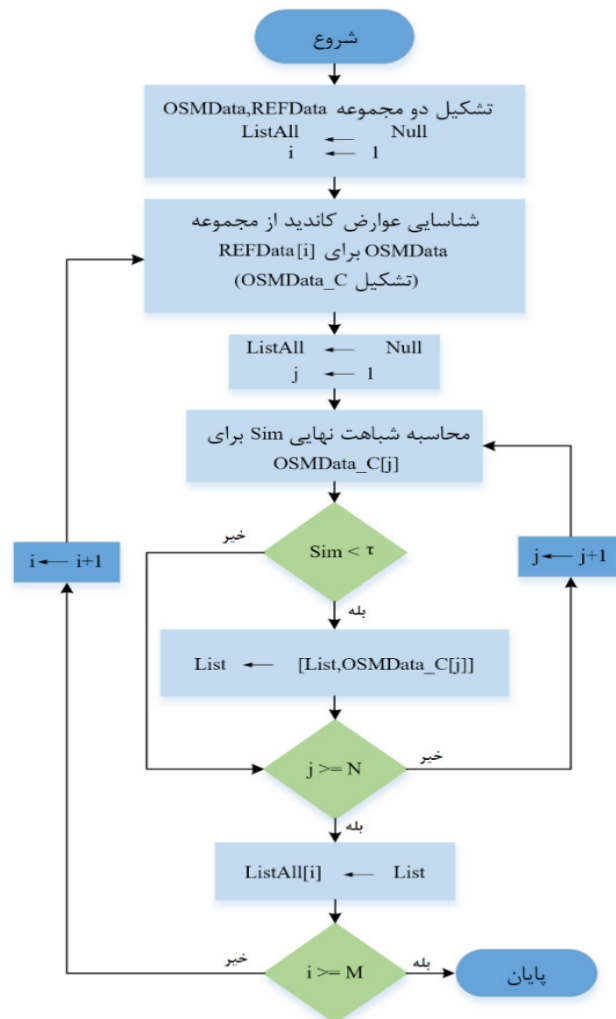 شروع
تشکیل دو مجموعه OSMData,REFData
ListAll ← Null
i ← 1
شناسایی عوارض کاندید از مجموعه
OSMData برای REFData[i]
(تشکیل OSMData_C)
ListAll ← Null
j ← 1
محاسبه شباهت نهایی Sim برای
OSMData_C[j]
خیر
Sim < τ
i ← i+1
j ← j+1
بله
List ← [List,OSMData_C[j]]
j >= N
خیر
بله
ListAll[i] ← List
خیر
i >= M
بله
پایان